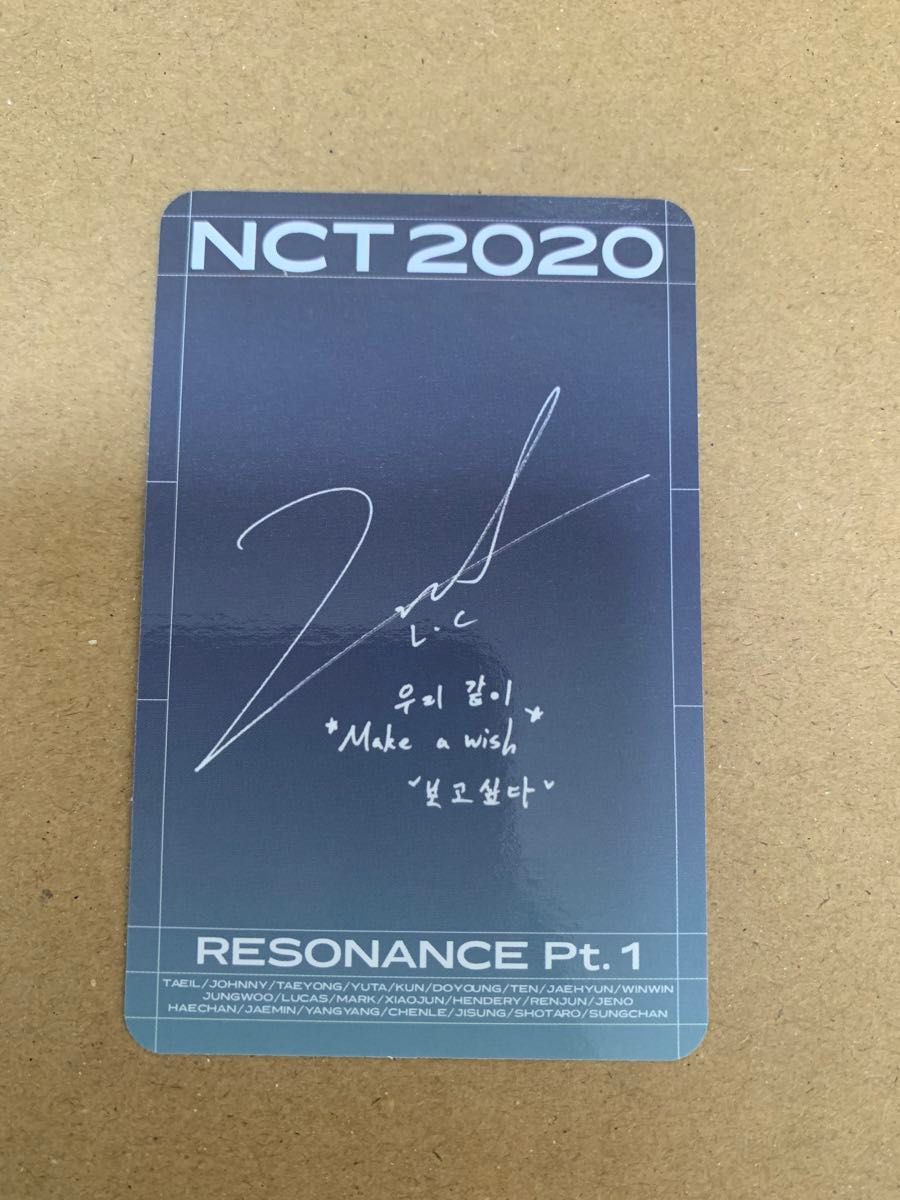 NCT 2020
L.C
우리 같이
*Make a wish*
"보고싶다"
RESONANCE Pt. 1
TAEIL/JOHNNY/TAEYONG/YUTA/KUN/DOYOUNG/TEN/JAEHYUN/WINWIN
JUNGWOO/LUCAS/MARK/XIAOJUN/HENDERY/RENJUN/JENO
HAECHAN/JAEMIN/YANGYANG/CHENLE/JISUNG/SHOTARO/SUNGCHAN